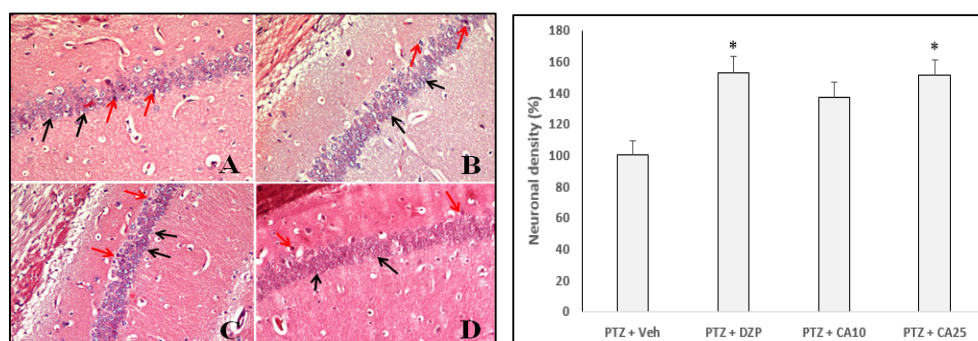 A
B
C
D
Neuronal density (%)
180
160
140
120
100
80
60
40
20
0
*
*
PTZ + Veh
PTZ + DZP
PTZ + CA10
PTZ + CA25